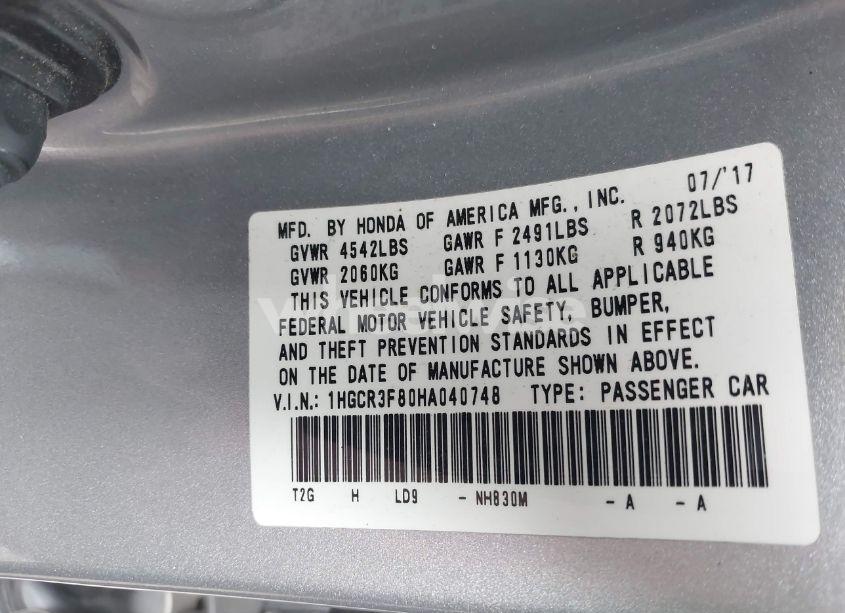 MFD. BY HONDA OF AMERICA MFG., INC. 07/'17
GVWR 4542LBS GAWR F 2491LBS R 2072LBS
GVWR 2060KG GAWR F 1130KG R 940KG
THIS VEHICLE CONFORMS TO ALL APPLICABLE
FEDERAL MOTOR VEHICLE SAFETY, BUMPER,
AND THEFT PREVENTION STANDARDS IN EFFECT
ON THE DATE OF MANUFACTURE SHOWN ABOVE.
V.I.N.: 1HGCR3F80HA040748 TYPE: PASSENGER CAR
T2G H LD9 - NH830M - A - A